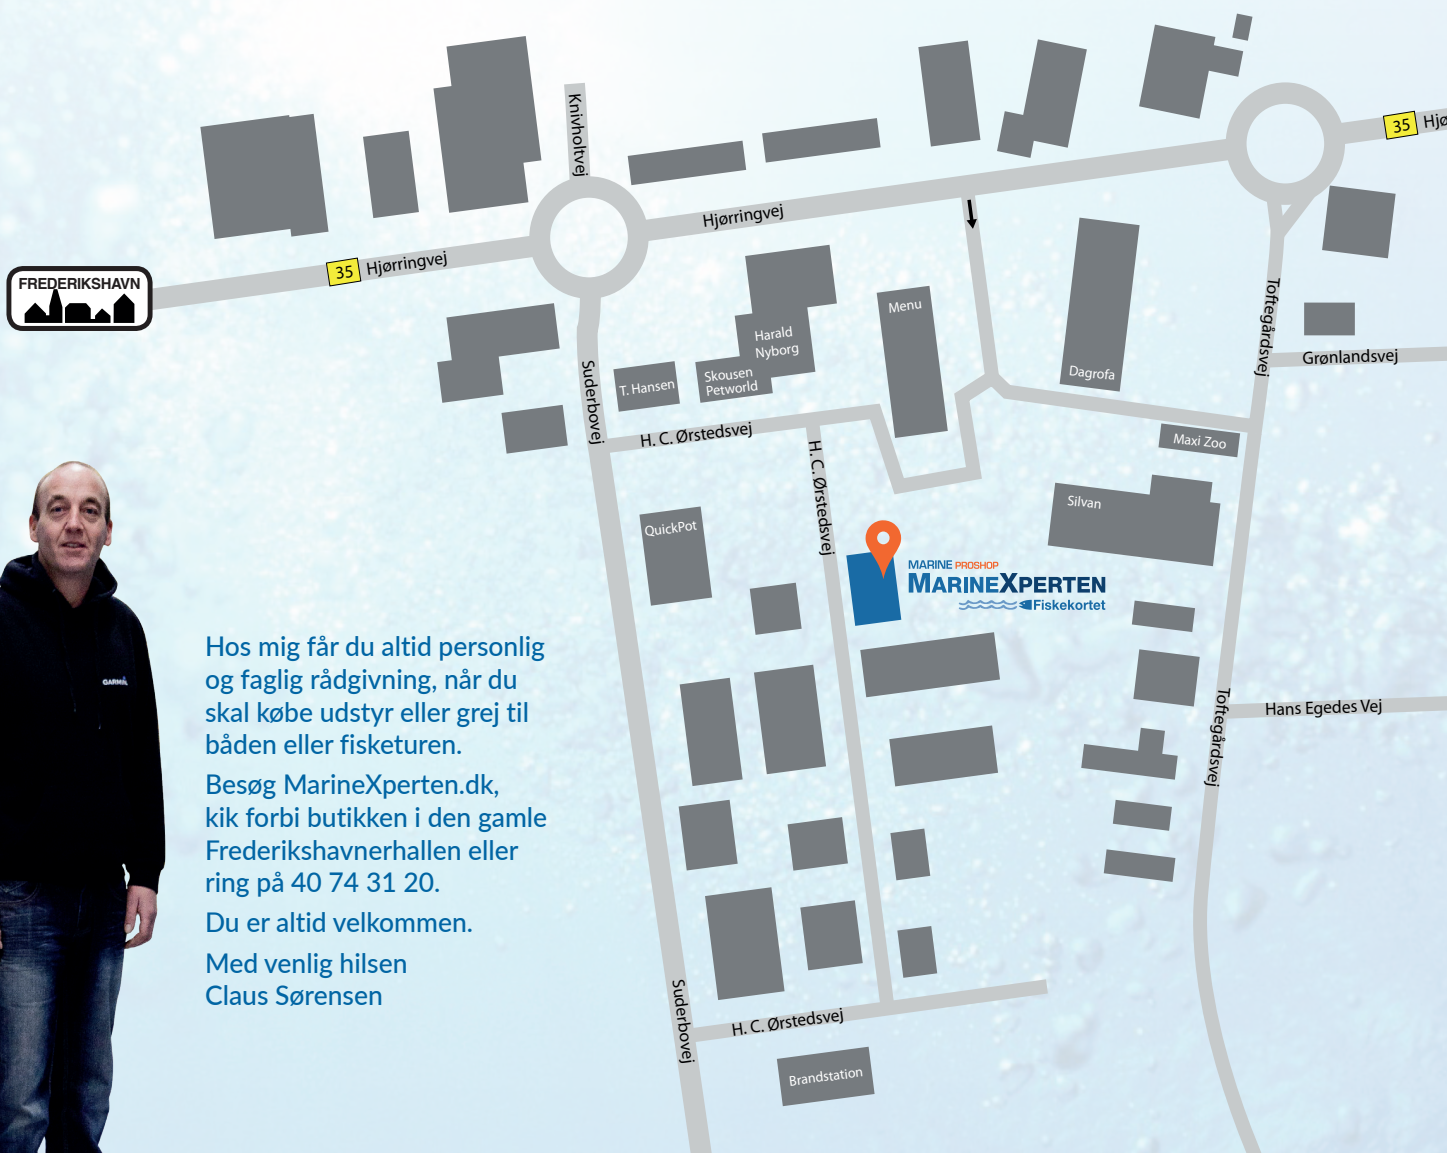 Knivholtvej
35 Hjø
Hjørringvej
35 Hjørringvej
FREDERIKSHAVN
Menu
Harald
Nyborg
Toftegårdsvej
Grønlandsvej
Suderbovej
T. Hansen
Skousen
Petworld
Dagrofa
H. C. Ørstedsvej
Maxi Zoo
H. C. Ørstedsvej
Silvan
QuickPot
MARINE PROSHOP
MARINEXPERTEN
Fiskekortet
GARMIN
Hos mig får du altid personlig
og faglig rådgivning, når du
skal købe udstyr eller grej til
båden eller fisketuren.
Besøg MarineXperten.dk,
kik forbi butikken i den gamle
Frederikshavnerhallen eller
ring på 40 74 31 20.
Du er altid velkommen.
Med venlig hilsen
Claus Sørensen
Toftegårdsvej
Hans Egedes Vej
Suderbovej
H. C. Ørstedsvej
Brandstation